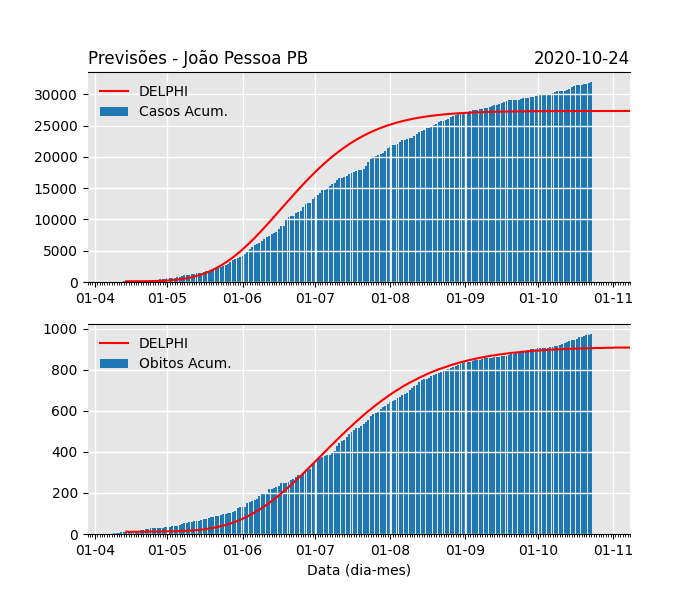 Previsões - João Pessoa PB 2020-10-24
DELPHI
Casos Acum.
30000
25000
20000
15000
10000
5000
0
01-04 01-05 01-06 01-07 01-08 01-09 01-10 01-11
DELPHI
Obitos Acum.
1000
800
600
400
200
0
01-04 01-05 01-06 01-07 01-08 01-09 01-10 01-11
Data (dia-mes)